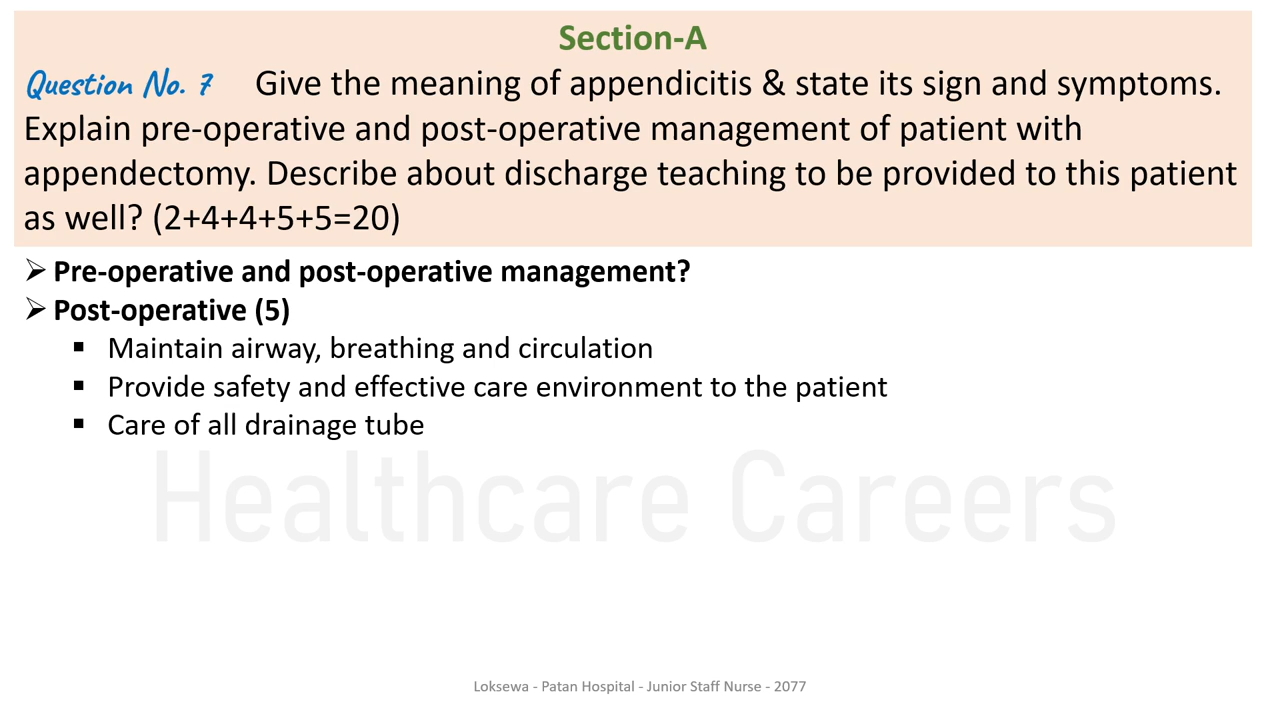 Section-A
Question No. 7 Give the meaning of appendicitis & state its sign and symptoms.
Explain pre-operative and post-operative management of patient with
appendectomy. Describe about discharge teaching to be provided to this patient
as well? (2+4+4+5+5=20)
➢ Pre-operative and post-operative management?
➢ Post-operative (5)
▪ Maintain airway, breathing and circulation
▪ Provide safety and effective care environment to the patient
▪ Care of all drainage tube
Healthcare Careers
Loksewa - Patan Hospital - Junior Staff Nurse - 2077